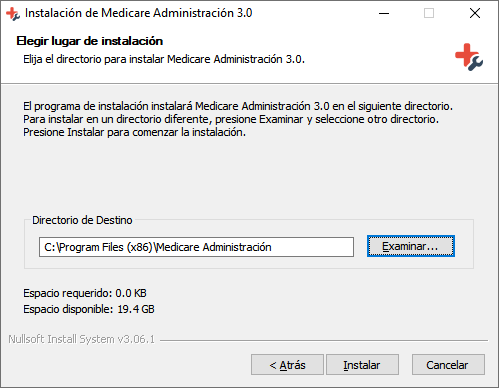 Instalación de Medicare Administración 3.0
Elegir lugar de instalación
Elija el directorio para instalar Medicare Administración 3.0.
El programa de instalación instalará Medicare Administración 3.0 en el siguiente directorio.
Para instalar en un directorio diferente, presione Examinar y seleccione otro directorio.
Presione Instalar para comenzar la instalación.
Directorio de Destino
C:\Program Files (x86)\Medicare Administración
Examinar...
Espacio requerido: 0.0 KB
Espacio disponible: 19.4 GB
Nullsoft Install System v3.06.1
< Atrás
Instalar
Cancelar